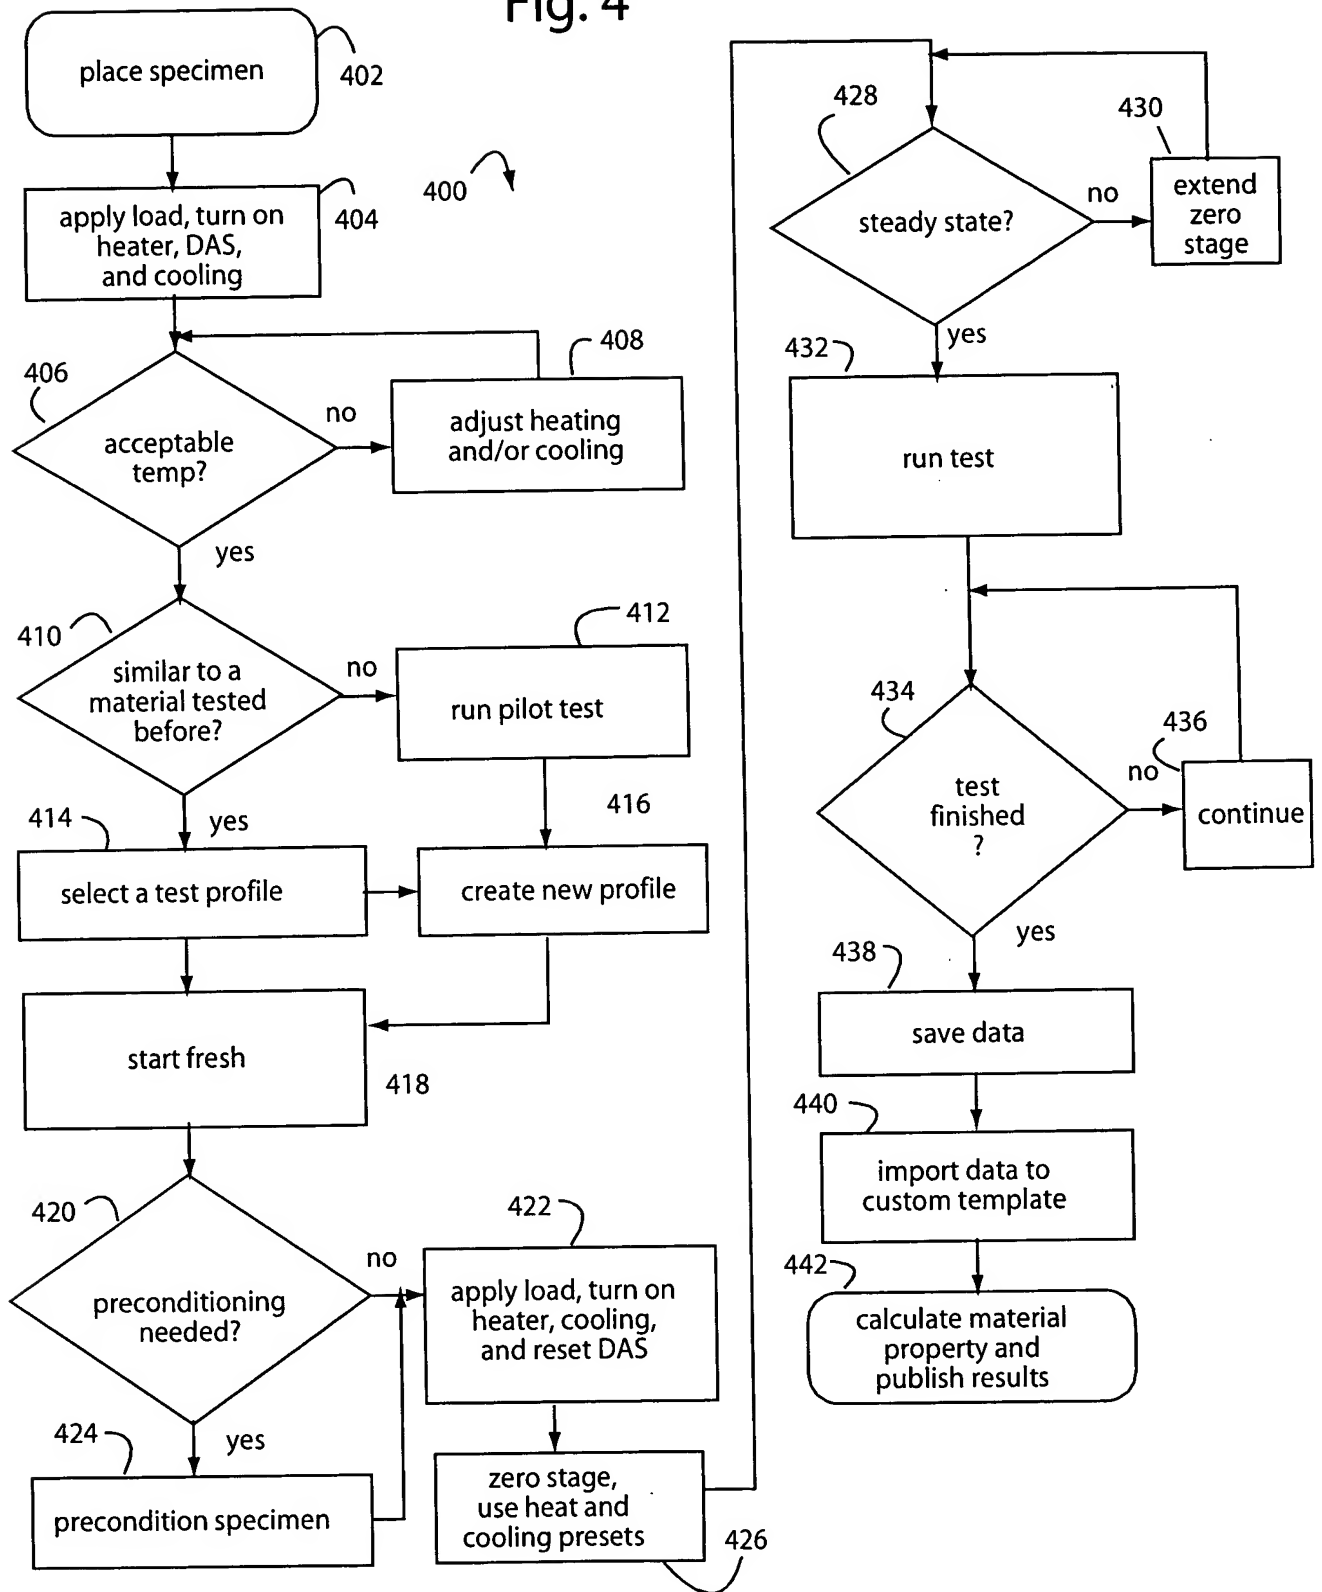 Fig. 4
place specimen
402
400
apply load, turn on
heater, DAS,
and cooling
404
406
acceptable
temp?
no
408
adjust heating
and/or cooling
yes
410
similar to a
material tested
before?
no
412
run pilot test
yes
414
select a test profile
416
create new profile
start fresh
418
420
preconditioning
needed?
no
422
apply load, turn on
heater, cooling,
and reset DAS
yes
424
precondition specimen
zero stage,
use heat and
cooling presets
426
428
steady state?
no
430
extend
zero
stage
yes
432
run test
434
test
finished
?
no
436
continue
yes
438
save data
440
import data to
custom template
442
calculate material
property and
publish results